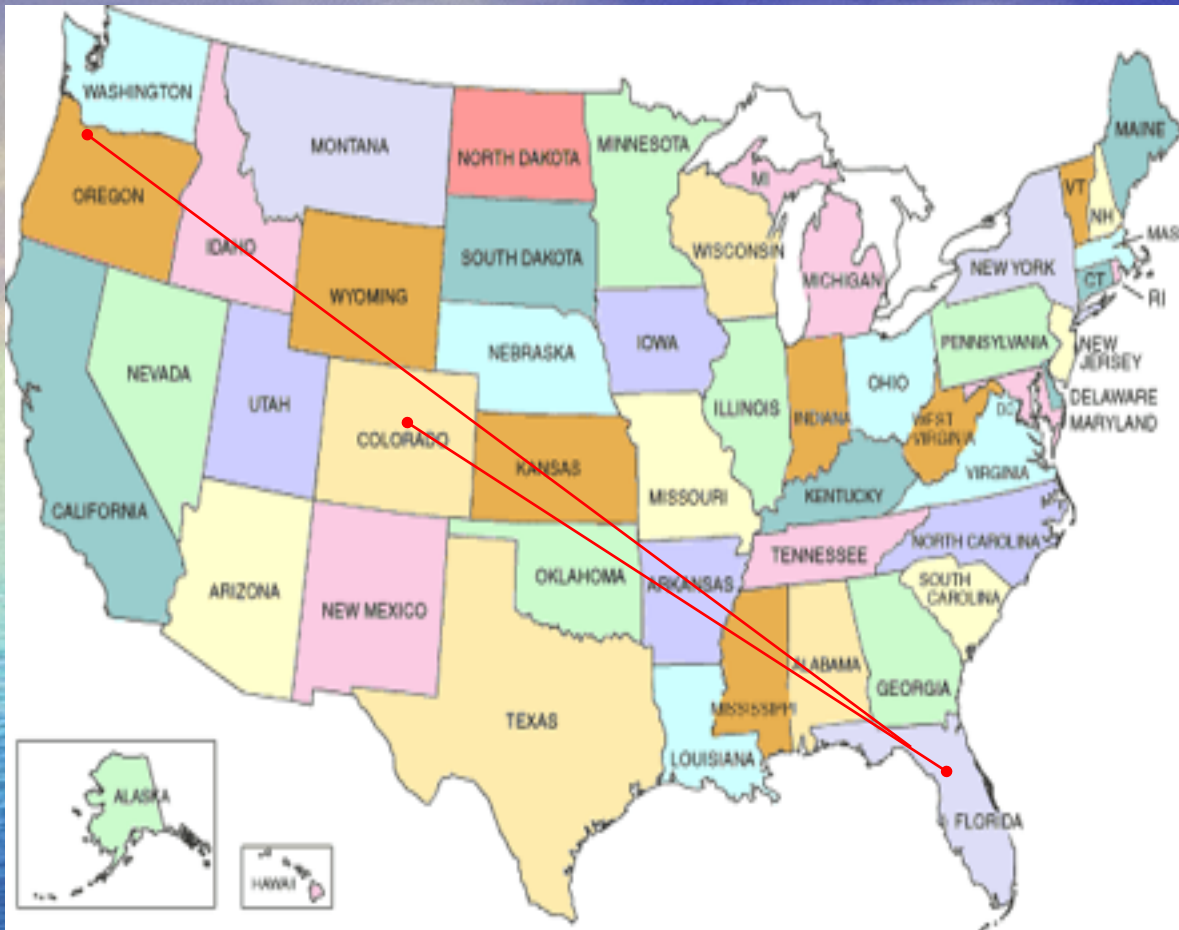 WASHINGTON
MONTANA
NORTH DAKOTA
MINNESOTA
MAINE
OREGON
IDAHO
SOUTH DAKOTA
WISCONSIN
MI
MICHIGAN
VT
NH
MAS
NEW YORK
CT
RI
WYOMING
NEBRASKA
IOWA
PENNSYLVANIA
NEW
JERSEY
NEVADA
UTAH
COLORADO
KANSAS
ILLINOIS
INDIANA
OHIO
WEST
VIRGINIA
DC
DELAWARE
MARYLAND
VIRGINIA
CALIFORNIA
MISSOURI
KENTUCKY
NORTH CAROLINA
ARIZONA
NEW MEXICO
OKLAHOMA
ARKANSAS
TENNESSEE
SOUTH
CAROLINA
TEXAS
MISSISSIPPI
ALABAMA
GEORGIA
LOUISIANA
FLORIDA
ALASKA
HAWAII